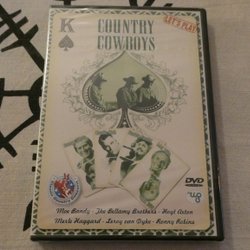 K
COUNTRY
COWBOYS
LET'S PLAY
Moe Bandy - The Bellamy Brothers - Hoyt Axton
Merle Haggard - Leroy van Dyke - Kenny Rogers
DVD